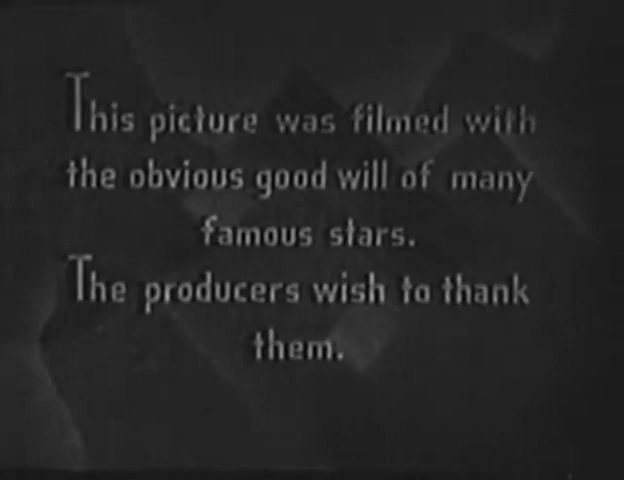 This picture was filmed with
the obvious good will of many
famous stars.
The producers wish to thank
them.